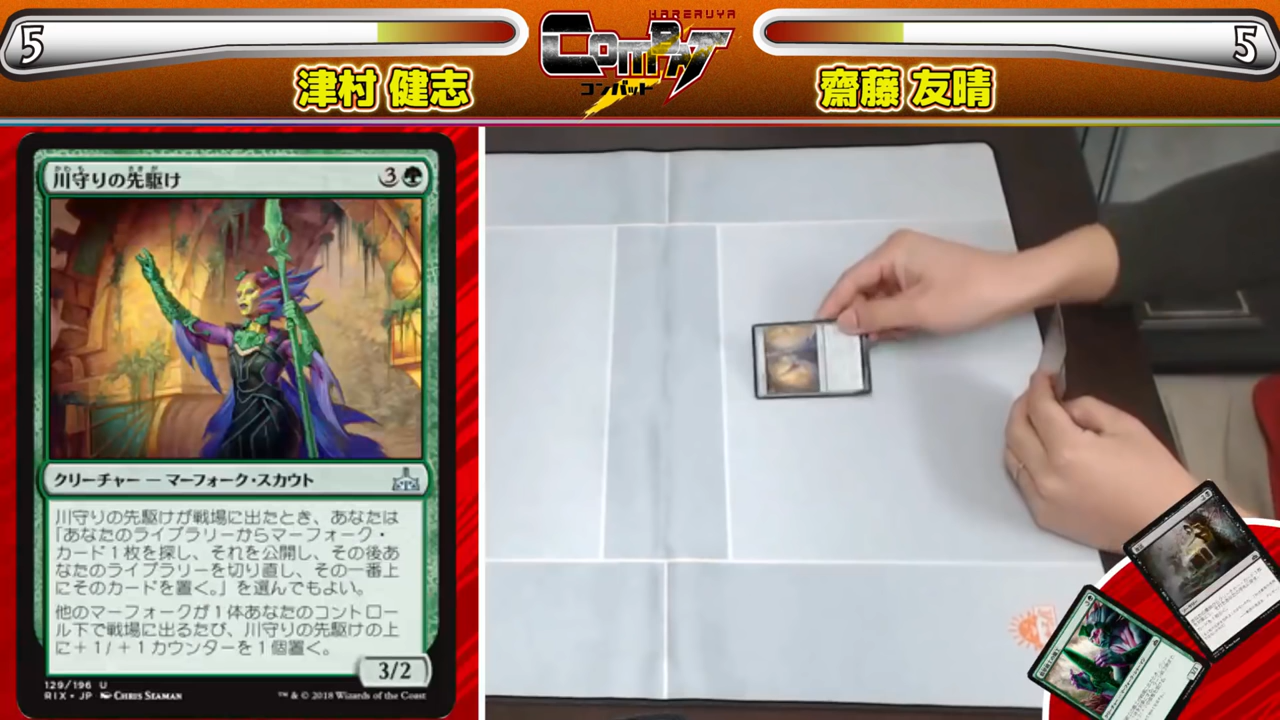 5
HARERUYA
COMBAT
コンバット
5
津村 健志
齋藤 友晴
かわも さきが
川守りの先駆け
3
クリーチャー — マーフォーク・スカウト
川守りの先駆けが戦場に出たとき、あなたは
「あなたのライブラリーからマーフォーク・
カード1枚を探し、それを公開し、その後あ
なたのライブラリーを切り直し、その一番上
にそのカードを置く。」を選んでもよい。
他のマーフォークが1体あなたのコントロー
ル下で戦場に出るたび、川守りの先駆けの上
に+1/+1カウンターを1個置く。
3/2
129/196 U
RIX • JP CHRIS SEAMAN
™ & © 2018 Wizards of the Coast